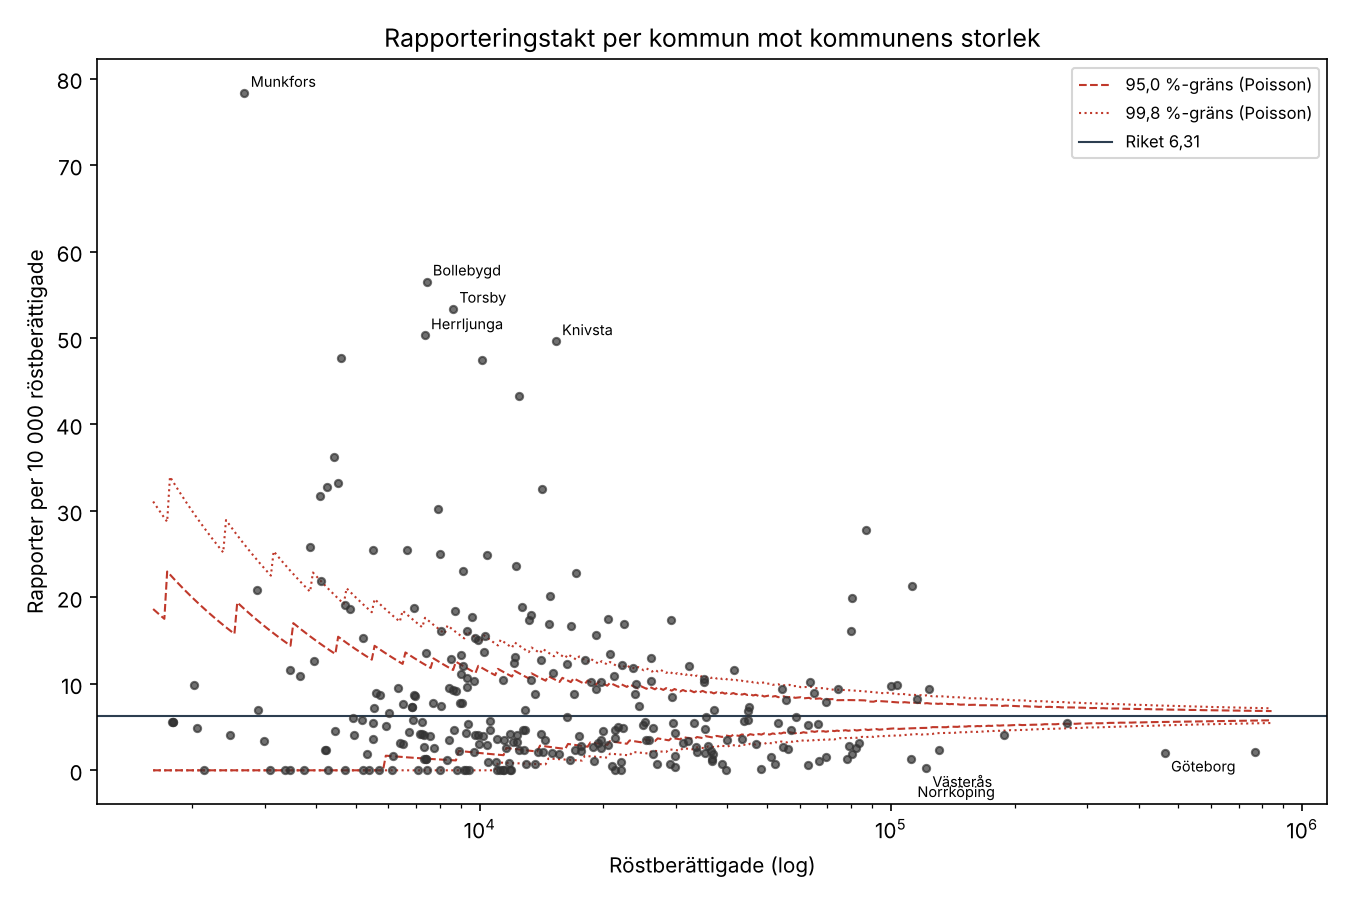 Rapporteringstakt per kommun mot kommunens storlek
80
70
60
50
40
30
20
10
0
Rapporter per 10 000 röstberättigade
95,0 %-gräns (Poisson)
99,8 %-gräns (Poisson)
Riket 6,31
Munkfors
Bollebygd
Torsby
Herrljunga
Knivsta
Göteborg
Västerås
Norrköping
10⁴
10⁵
10⁶
Röstberättigade (log)